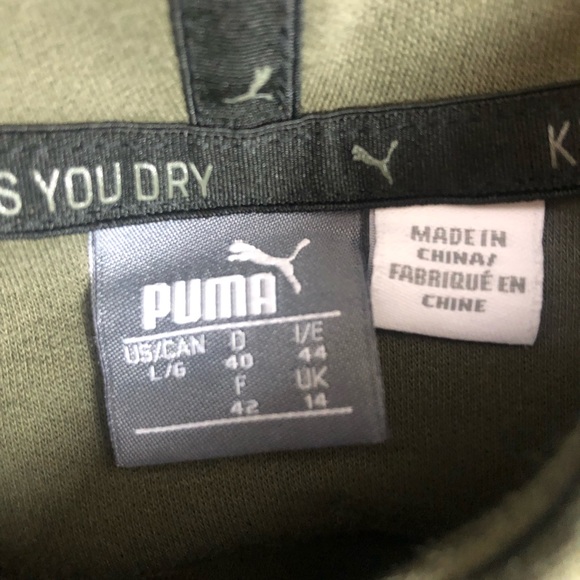 S YOU DRY K
PUMA
US/CAN D I/E
L/G 40 44
F UK
42 14
MADE IN
CHINA/
FABRIQUÉ EN
CHINE